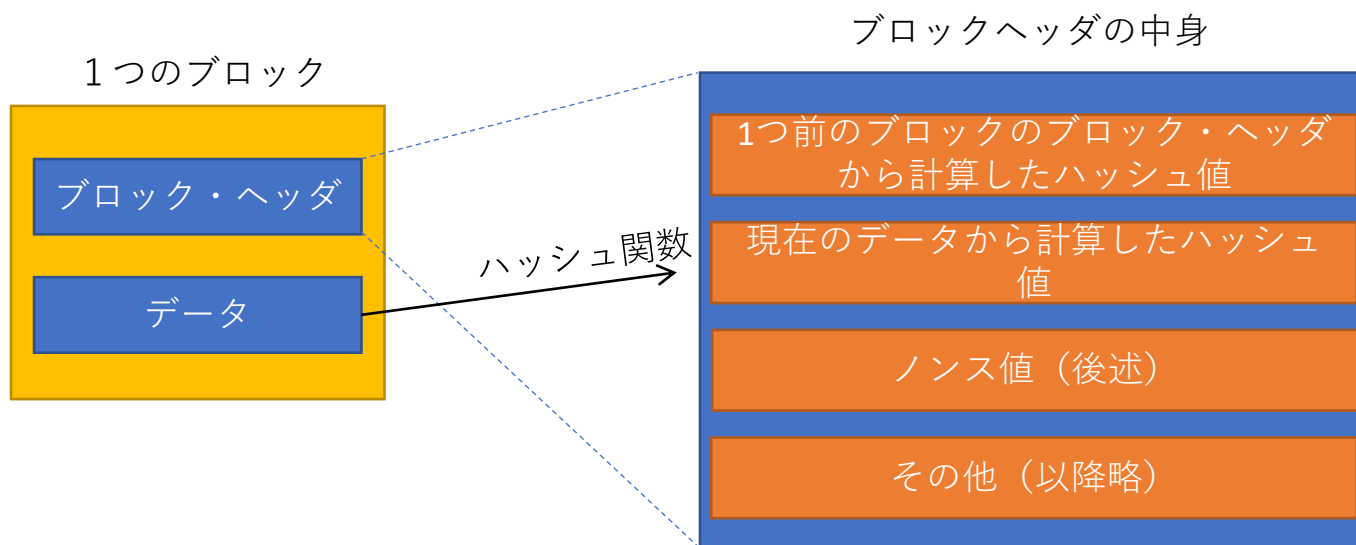 ブロックヘッダの中身
１つのブロック
1つ前のブロックのブロック・ヘッダ
から計算したハッシュ値
ブロック・ヘッダ
現在のデータから計算したハッシュ
値
ハッシュ関数
データ
ノンス値（後述）
その他（以降略）